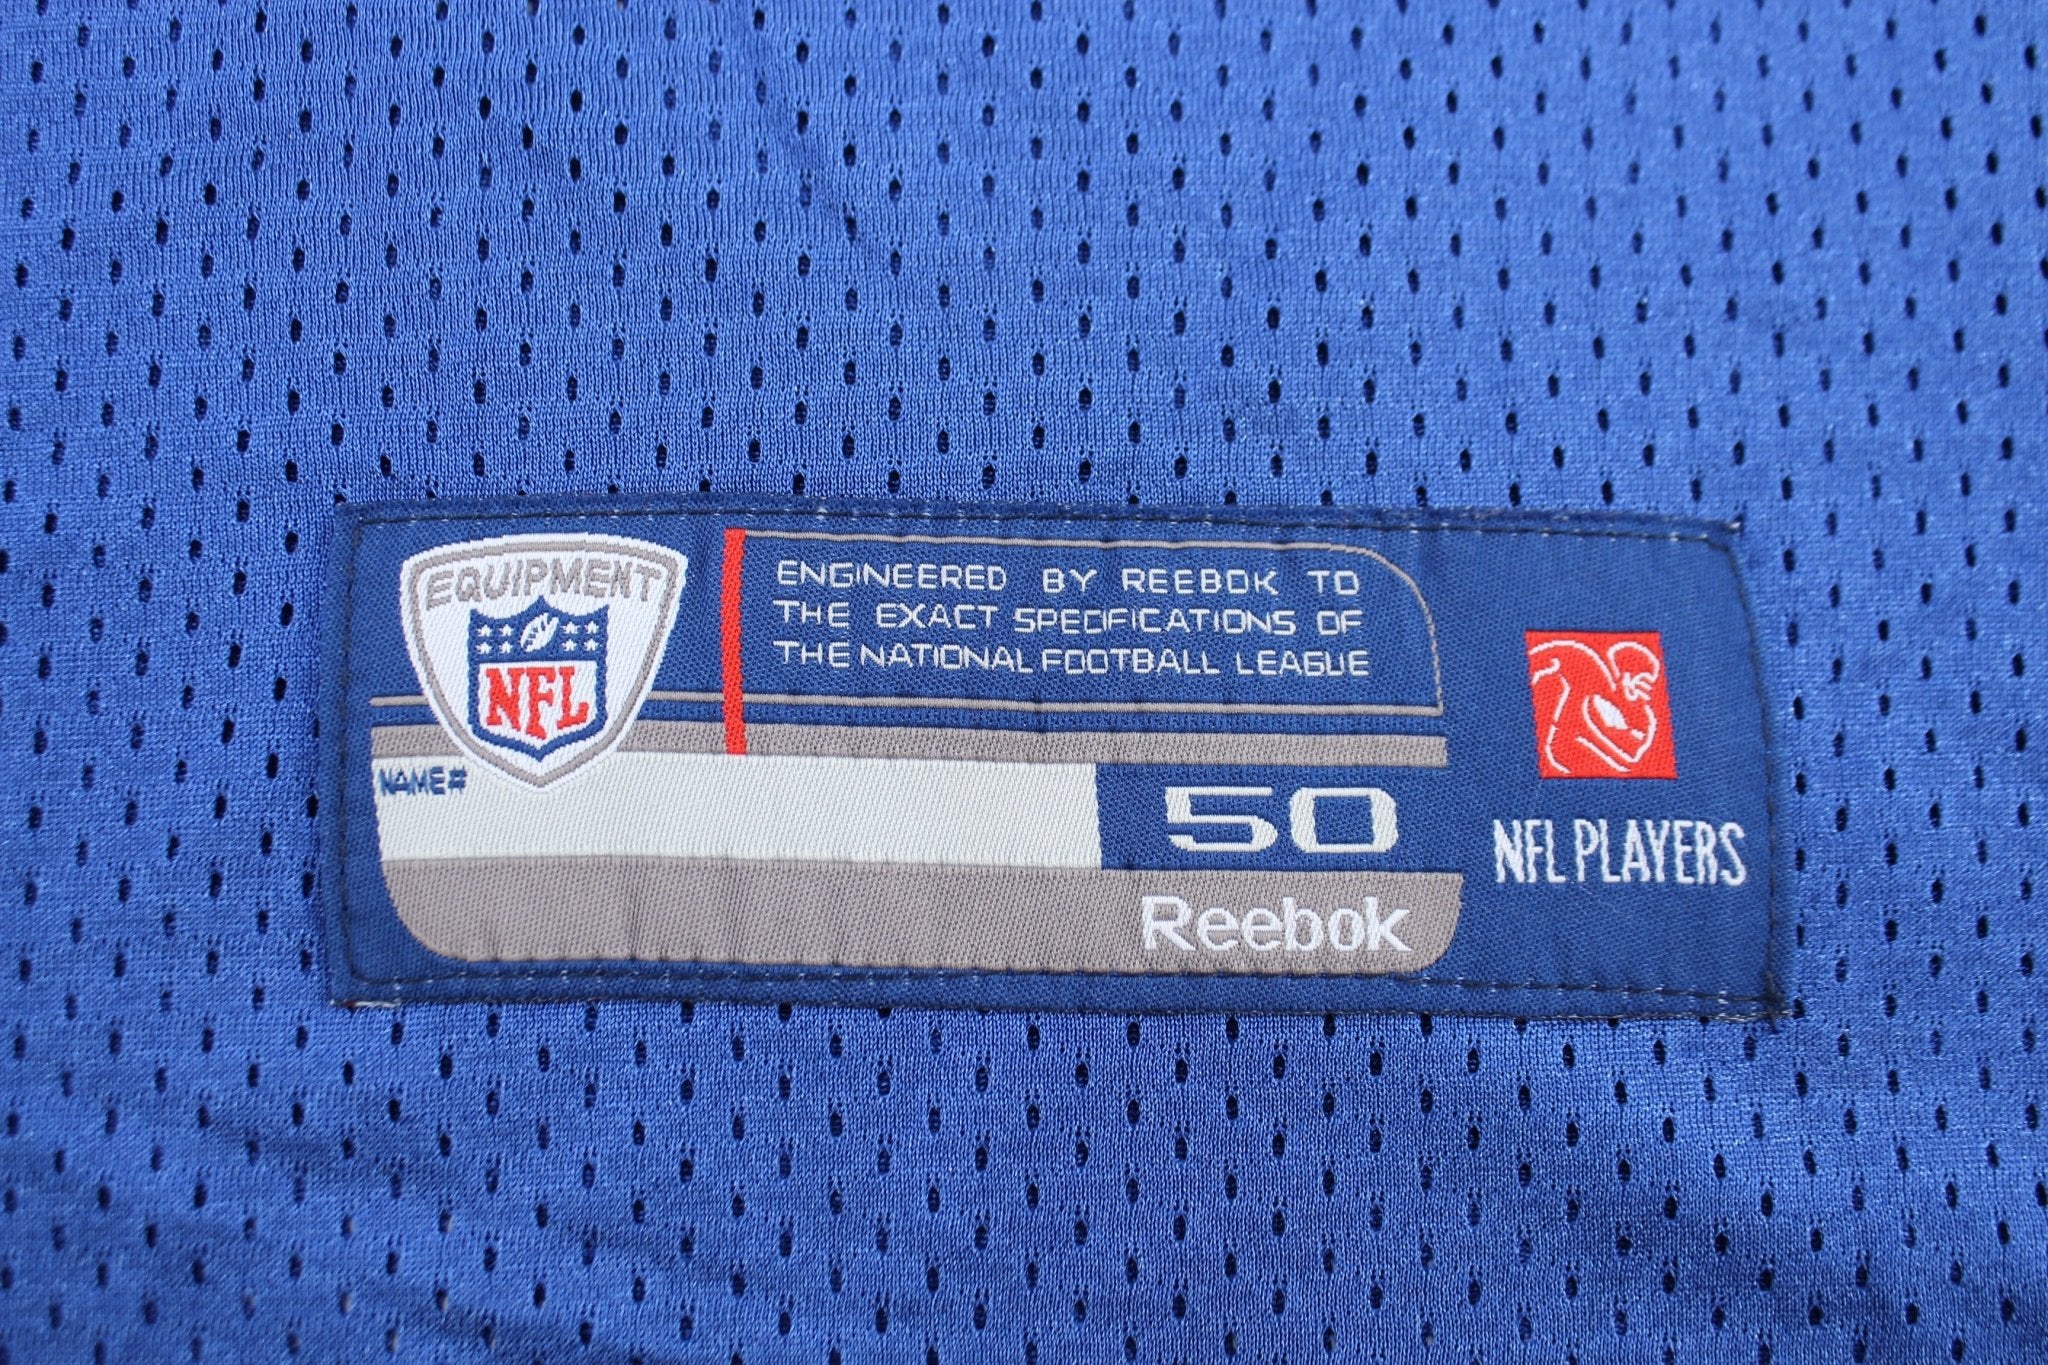 EQUIPMENT
NFL
ENGINEERED BY REEBOK TO
THE EXACT SPECIFICATIONS OF
THE NATIONAL FOOTBALL LEAGUE
NAME#
50
Reebok
NFL PLAYERS